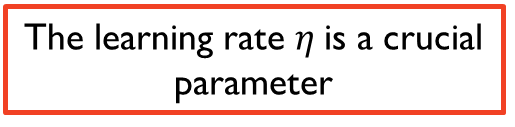 The learning rate η is a crucial
parameter